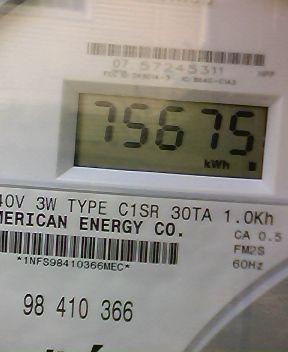 07 57245311
75675
kWh
40V 3W TYPE C1SR 30TA 1.0Kh
MERICAN ENERGY CO.
CA 0.5
FM2S
60Hz
*1NFS98410366MEC*
98 410 366